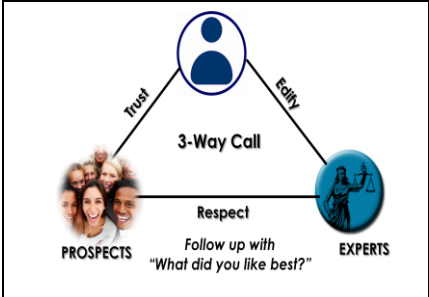 Trust
Edify
3-Way Call
Respect
PROSPECTS
EXPERTS
Follow up with
"What did you like best?"